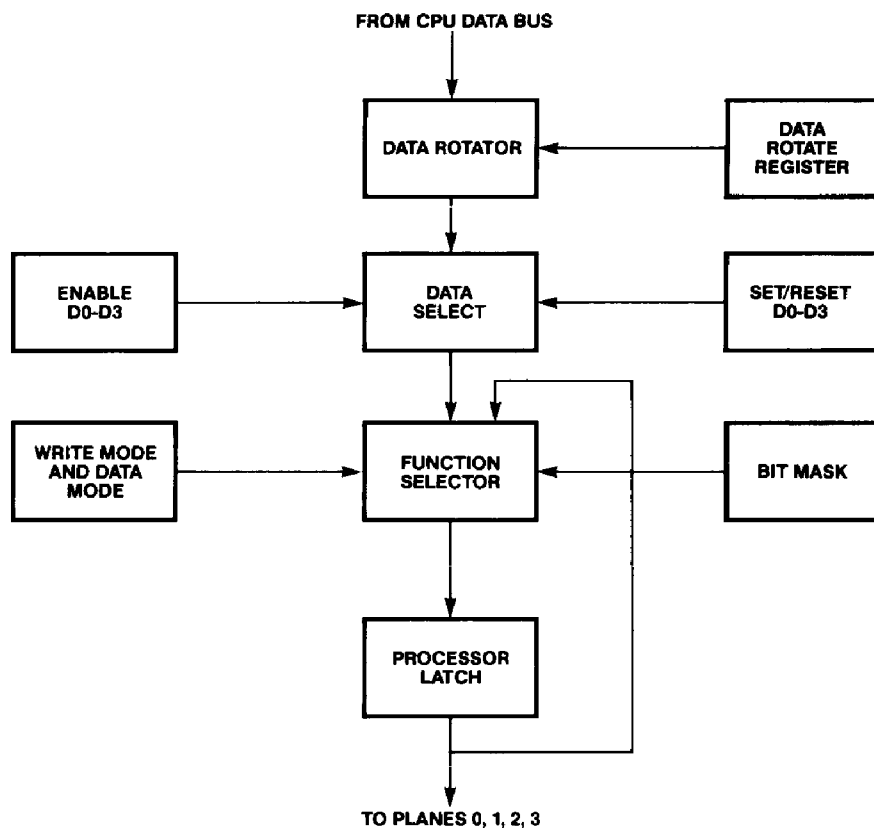 FROM CPU DATA BUS
DATA ROTATOR
DATA
ROTATE
REGISTER
ENABLE
D0-D3
DATA
SELECT
SET/RESET
D0-D3
WRITE MODE
AND DATA
MODE
FUNCTION
SELECTOR
BIT MASK
PROCESSOR
LATCH
TO PLANES 0, 1, 2, 3